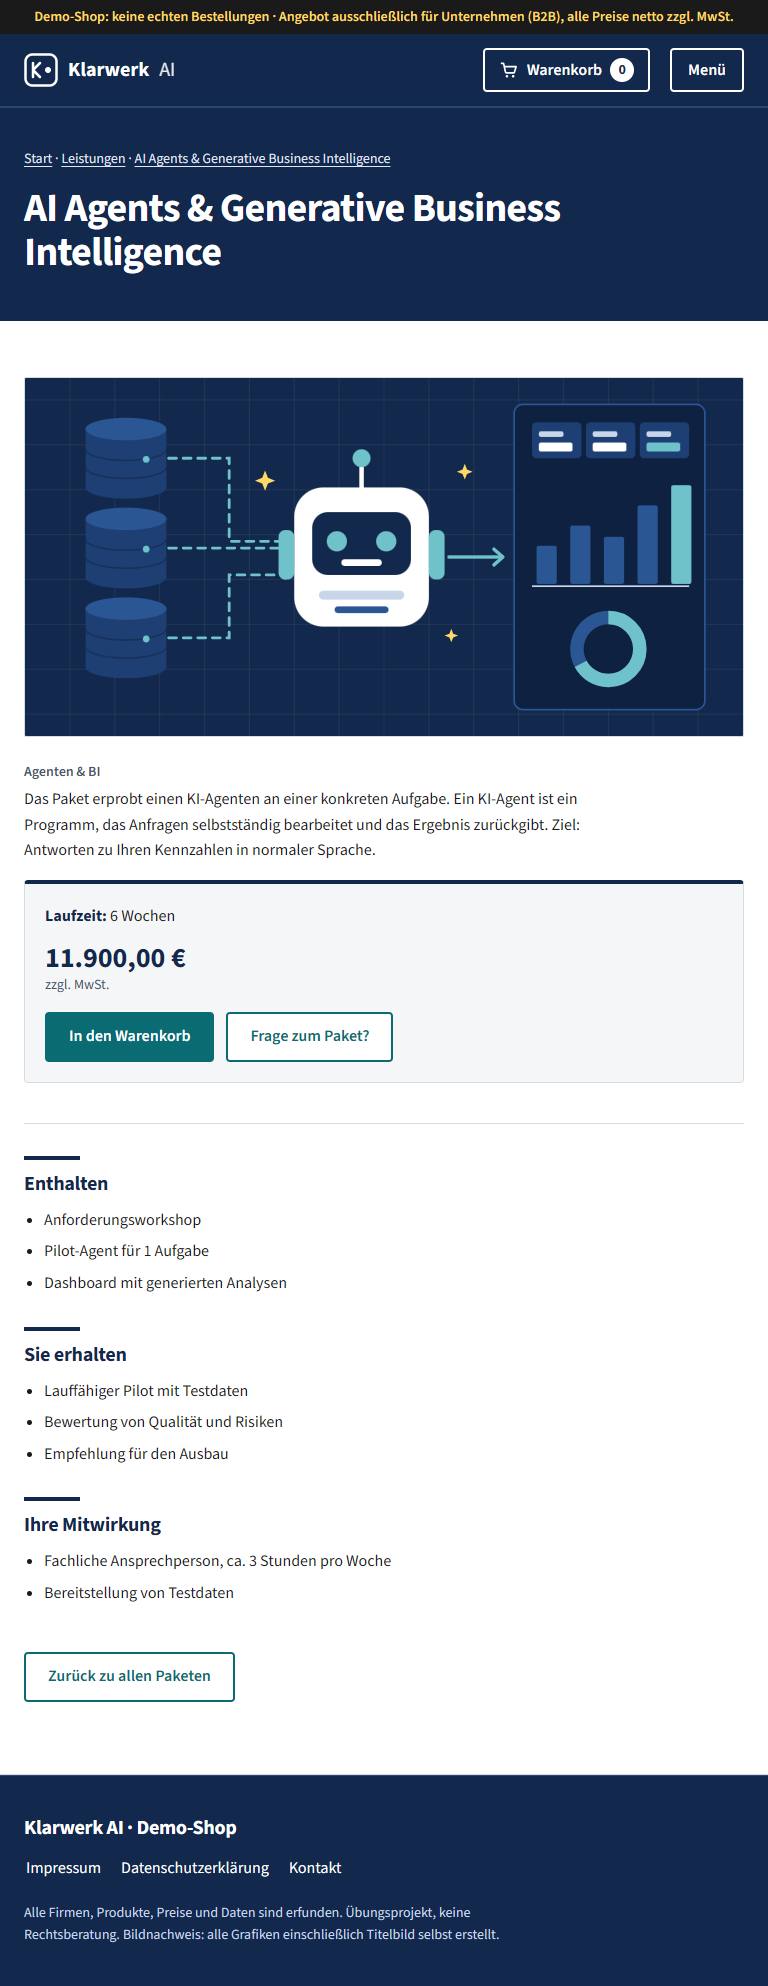 Demo-Shop: keine echten Bestellungen · Angebot ausschließlich für Unternehmen (B2B), alle Preise netto zzgl. MwSt.
Klarwerk AI
Warenkorb 0
Menü
Start · Leistungen · AI Agents & Generative Business Intelligence
AI Agents & Generative Business
Intelligence
Agenten & BI
Das Paket erprobt einen KI-Agenten an einer konkreten Aufgabe. Ein KI-Agent ist ein
Programm, das Anfragen selbstständig bearbeitet und das Ergebnis zurückgibt. Ziel:
Antworten zu Ihren Kennzahlen in normaler Sprache.
Laufzeit: 6 Wochen
11.900,00 €
zzgl. MwSt.
In den Warenkorb
Frage zum Paket?
Enthalten
• Anforderungsworkshop
• Pilot-Agent für 1 Aufgabe
• Dashboard mit generierten Analysen
Sie erhalten
• Lauffähiger Pilot mit Testdaten
• Bewertung von Qualität und Risiken
• Empfehlung für den Ausbau
Ihre Mitwirkung
• Fachliche Ansprechperson, ca. 3 Stunden pro Woche
• Bereitstellung von Testdaten
Zurück zu allen Paketen
Klarwerk AI · Demo-Shop
Impressum Datenschutzerklärung Kontakt
Alle Firmen, Produkte, Preise und Daten sind erfunden. Übungsprojekt, keine
Rechtsberatung. Bildnachweis: alle Grafiken einschließlich Titelbild selbst erstellt.